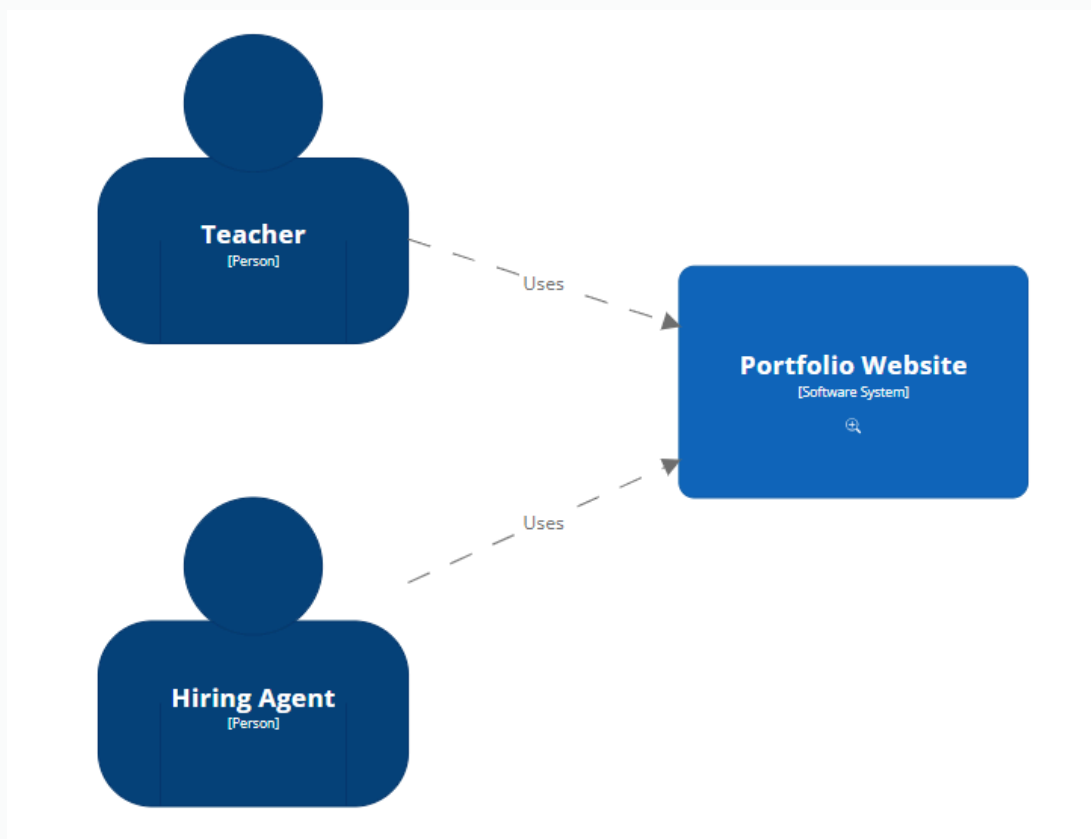 Teacher
[Person]
Uses
Portfolio Website
[Software System]
Uses
Hiring Agent
[Person]